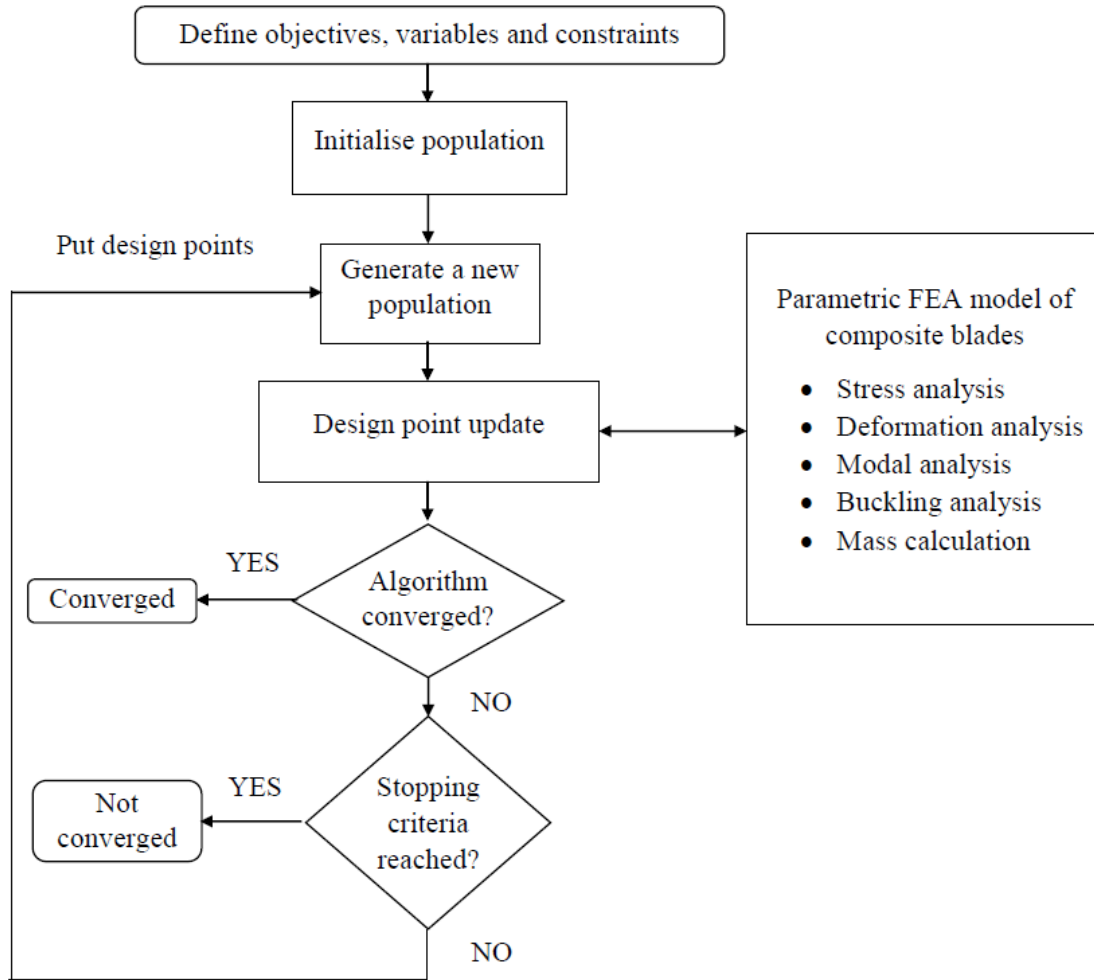 Define objectives, variables and constraints
Initialise population
Put design points
Generate a new
population
Parametric FEA model of
composite blades
• Stress analysis
• Deformation analysis
• Modal analysis
• Buckling analysis
• Mass calculation
Design point update
YES
Algorithm
converged?
Converged
NO
YES
Stopping
criteria
reached?
Not
converged
NO